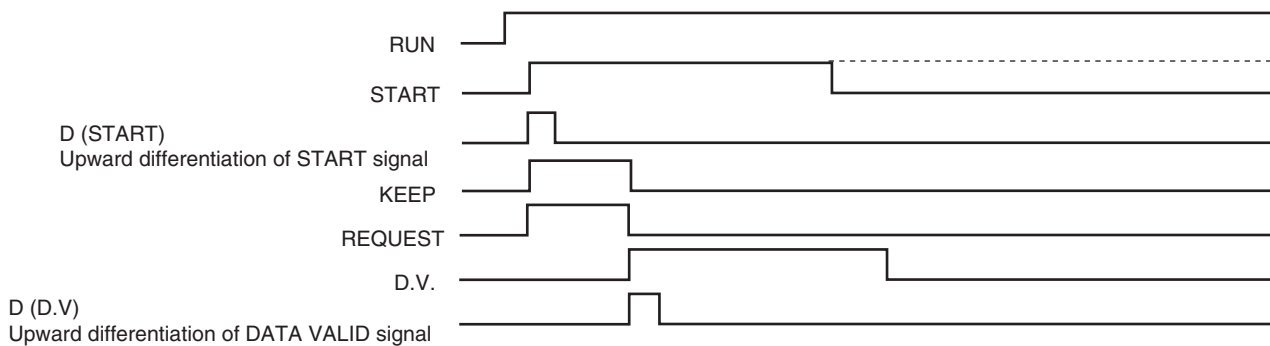 RUN
START
D (START)
Upward differentiation of START signal
KEEP
REQUEST
D.V.
D (D.V)
Upward differentiation of DATA VALID signal